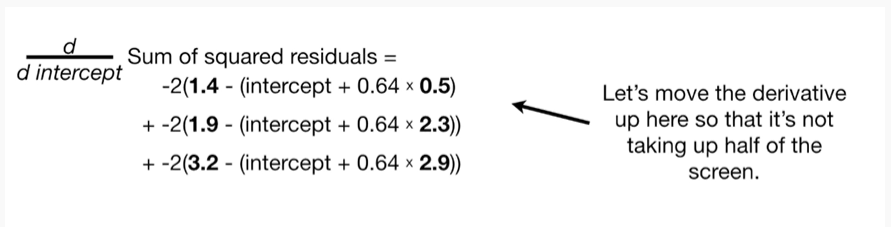 d
d intercept
Sum of squared residuals =
-2(1.4 - (intercept + 0.64 × 0.5)
+ -2(1.9 - (intercept + 0.64 × 2.3))
+ -2(3.2 - (intercept + 0.64 × 2.9))
Let's move the derivative
up here so that it's not
taking up half of the
screen.